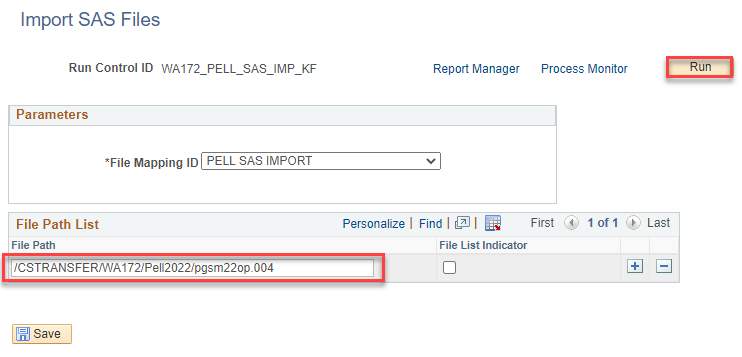 Import SAS Files
Run Control ID WA172_PELL_SAS_IMP_KF Report Manager Process Monitor Run
Parameters
*File Mapping ID PELL SAS IMPORT
File Path List Personalize | Find | | First 1 of 1 Last
File Path File List Indicator
/CSTRANSFER/WA172/Pell2022/pgsm22op.004
Save